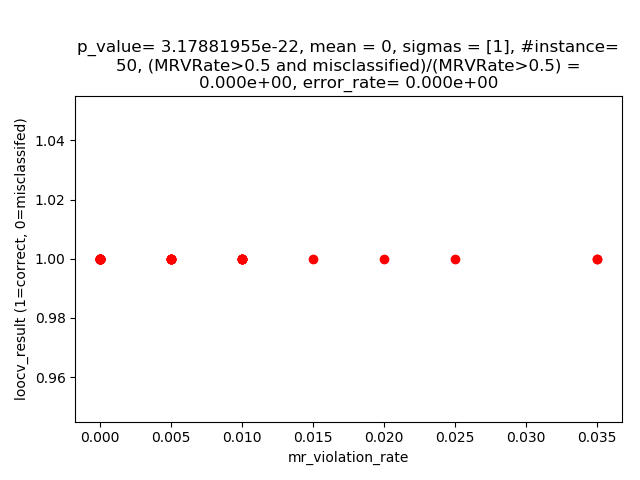 p_value= 3.17881955e-22, mean = 0, sigmas = [1], #instance=
50, (MRVRate>0.5 and misclassified)/(MRVRate>0.5) =
0.000e+00, error_rate= 0.000e+00
loocv_result (1=correct, 0=misclassifed)
1.04
1.02
1.00
0.98
0.96
0.000 0.005 0.010 0.015 0.020 0.025 0.030 0.035
mr_violation_rate